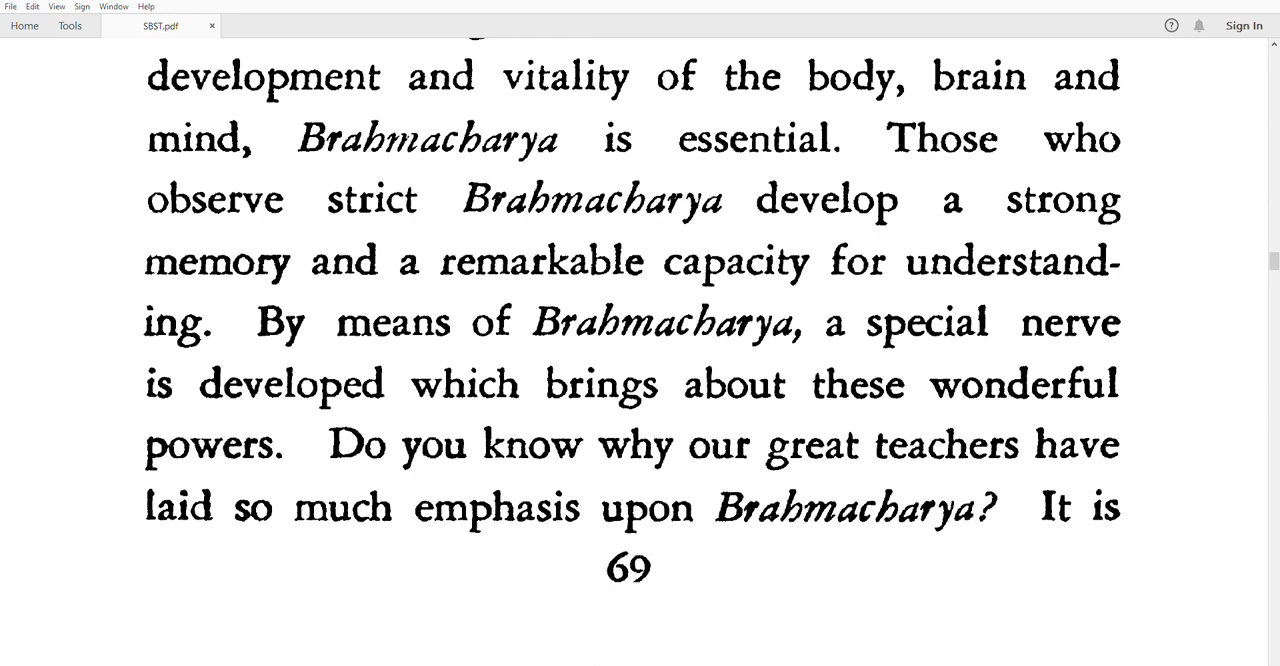 File Edit View Sign Window Help
Home Tools SBST.pdf × ? Sign In
development and vitality of the body, brain and
mind, Brahmacharya is essential. Those who
observe strict Brahmacharya develop a strong
memory and a remarkable capacity for understand-
ing. By means of Brahmacharya, a special nerve
is developed which brings about these wonderful
powers. Do you know why our great teachers have
laid so much emphasis upon Brahmacharya? It is
69